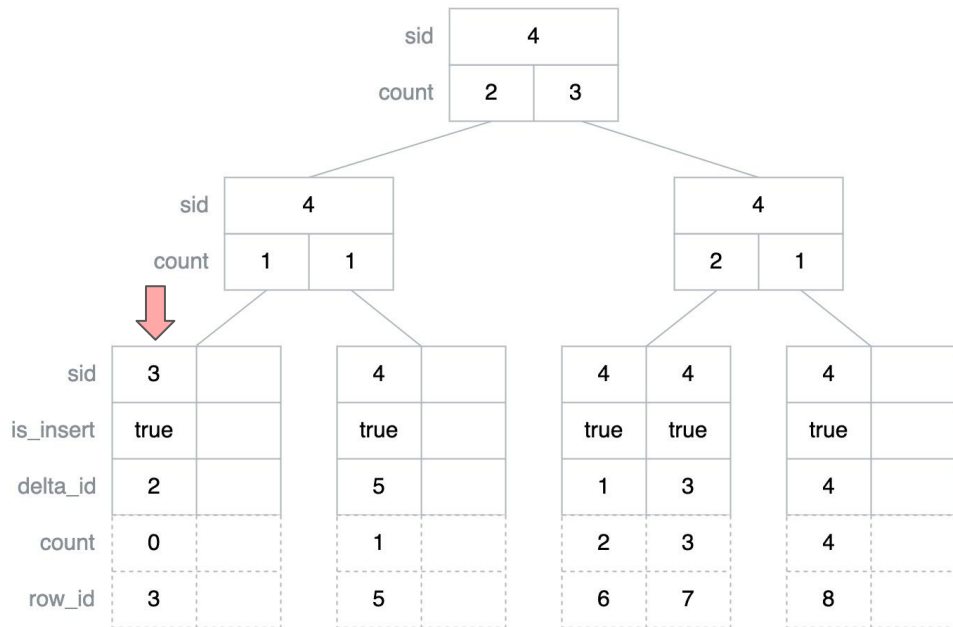 sid 4
count 2 3
sid 4 4
count 1 1 2 1
sid 3 4 4 4 4
is_insert true true true true true
delta_id 2 5 1 3 4
count 0 1 2 3 4
row_id 3 5 6 7 8